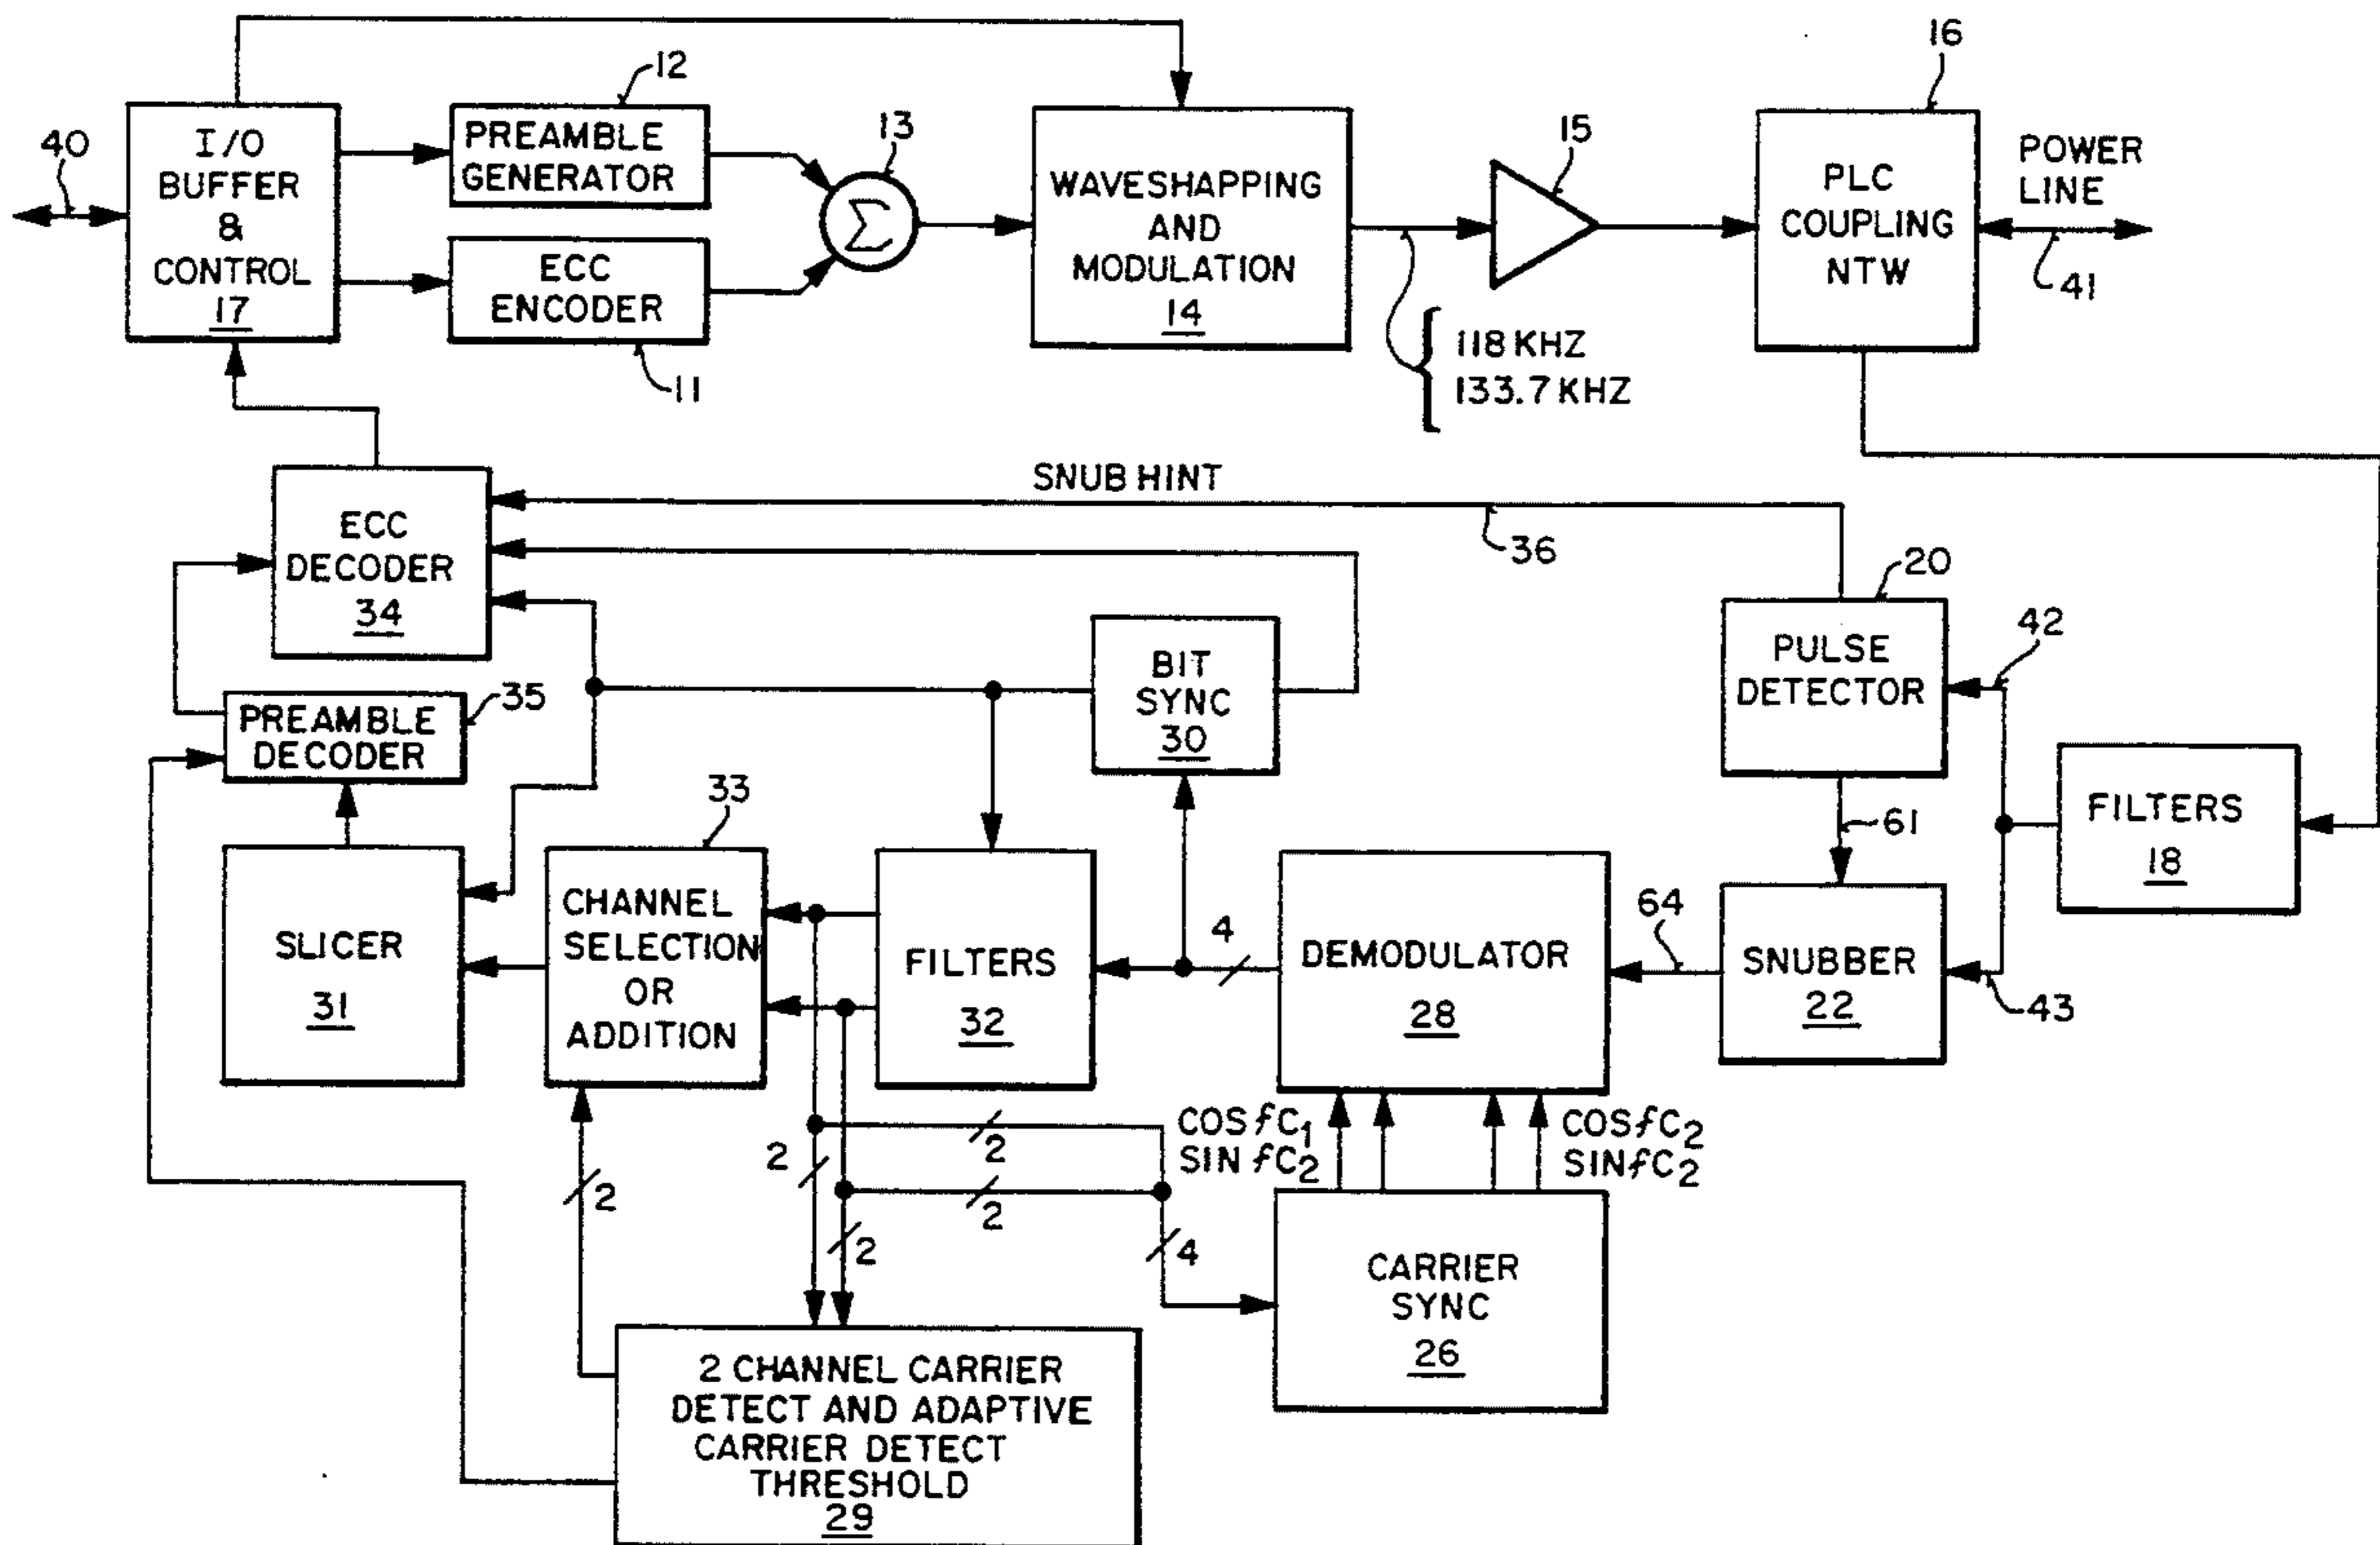 40
I/O
BUFFER
&
CONTROL
17
12
PREAMBLE
GENERATOR
ECC
ENCODER
11
13
Σ
WAVESHAPPING
AND
MODULATION
14
15
118 KHZ
133.7 KHZ
16
PLC
COUPLING
NTW
POWER
LINE
41
SNUB HINT
36
ECC
DECODER
34
PREAMBLE
DECODER
35
BIT
SYNC
30
20
PULSE
DETECTOR
42
61
FILTERS
18
43
SNUBBER
22
64
DEMODULATOR
28
4
FILTERS
32
33
CHANNEL
SELECTION
OR
ADDITION
SLICER
31
COS fC1
SIN fC2
COS fC2
SIN fC2
2
2
2
2
2
4
CARRIER
SYNC
26
2 CHANNEL CARRIER
DETECT AND ADAPTIVE
CARRIER DETECT
THRESHOLD
29